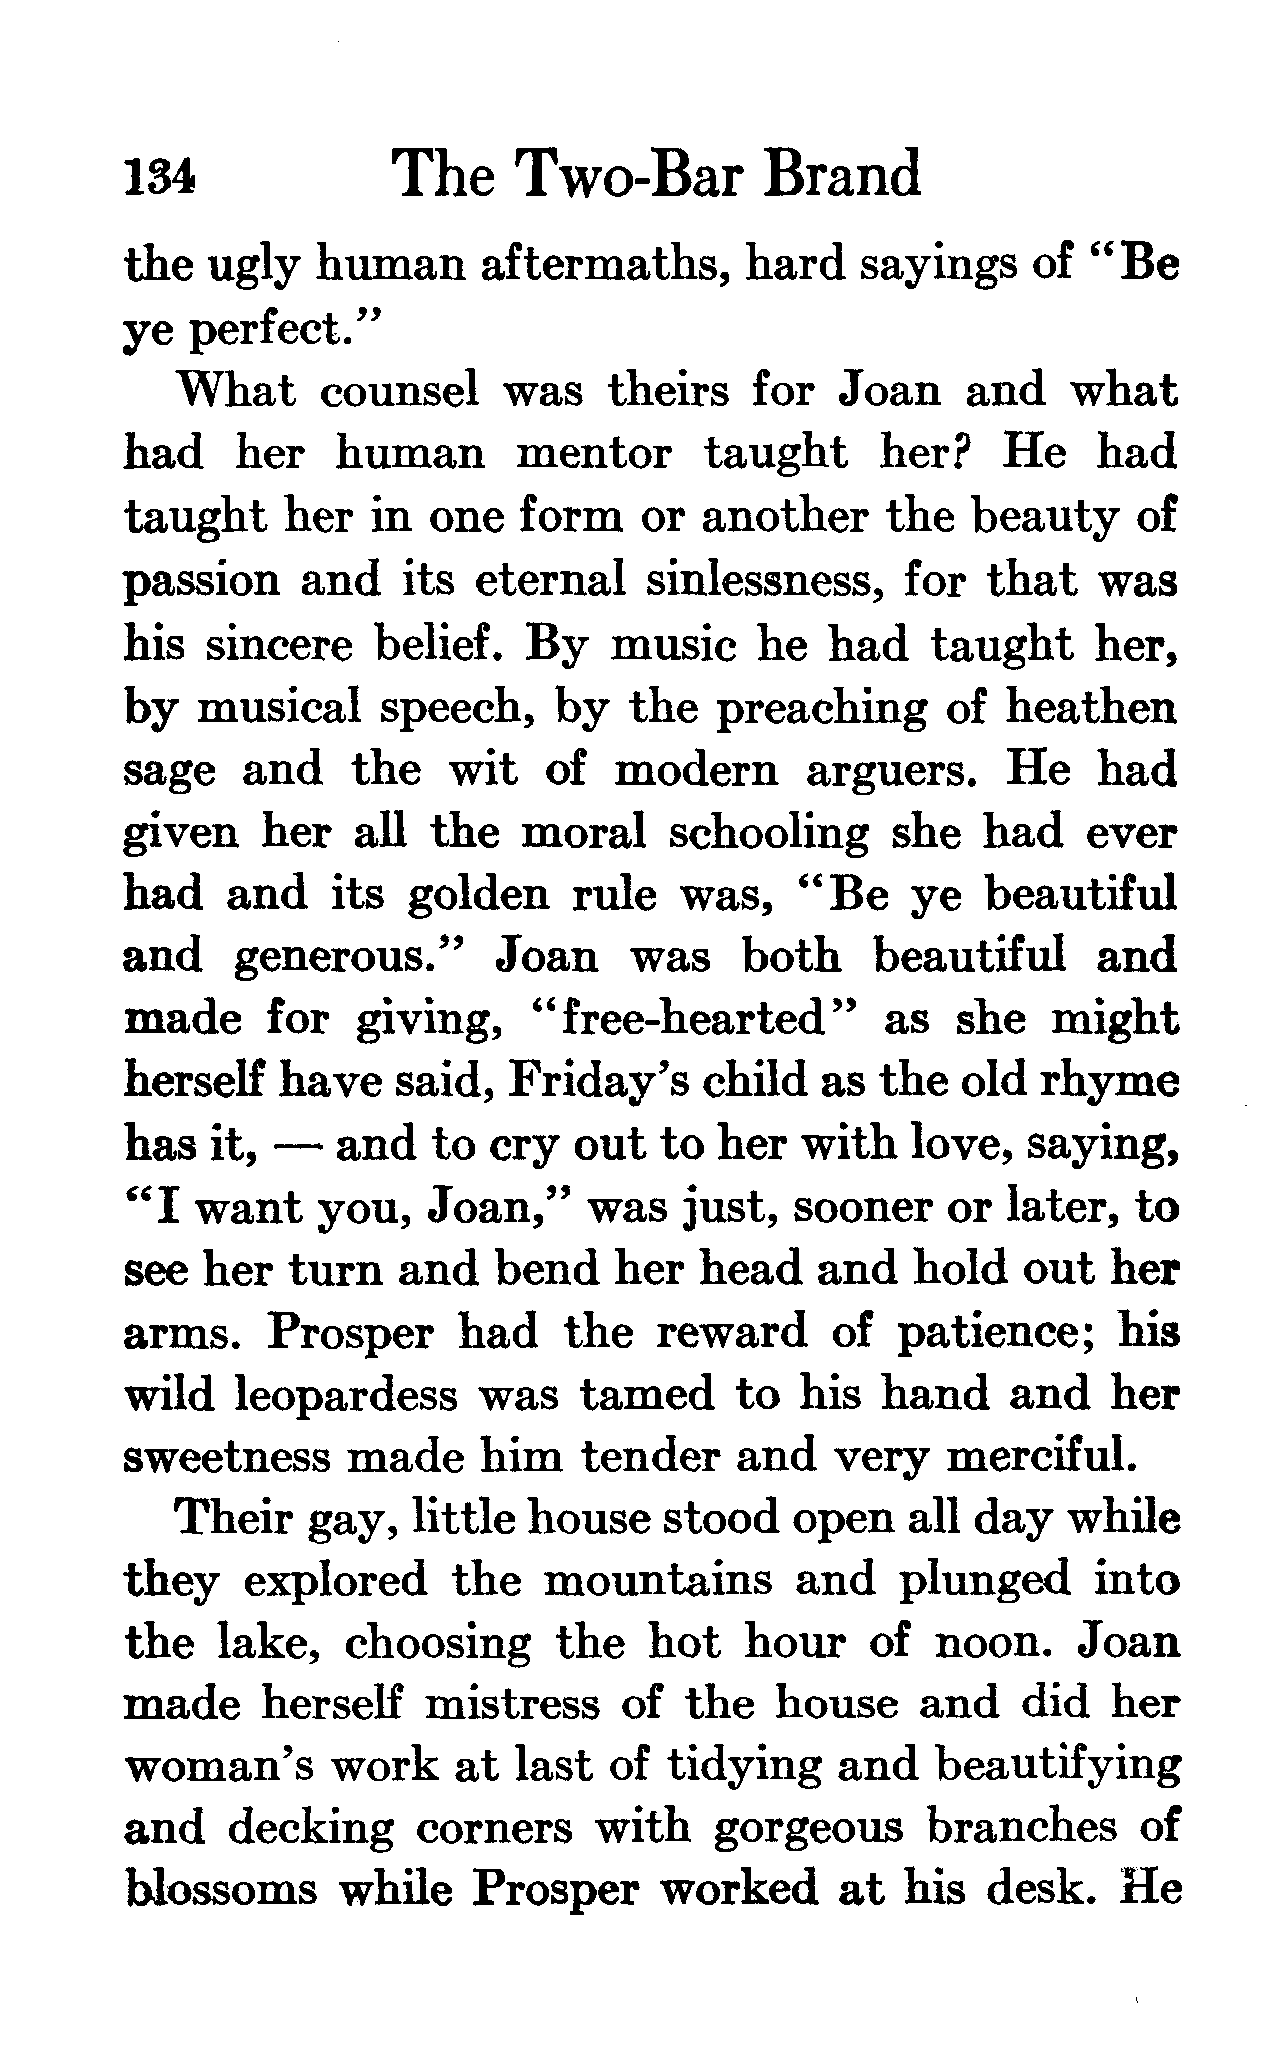 134 The Two-Bar Brand
the ugly human aftermaths, hard sayings of "Be
ye perfect."
What counsel was theirs for Joan and what
had her human mentor taught her? He had
taught her in one form or another the beauty of
passion and its eternal sinlessness, for that was
his sincere belief. By music he had taught her,
by musical speech, by the preaching of heathen
sage and the wit of modern arguers. He had
given her all the moral schooling she had ever
had and its golden rule was, "Be ye beautiful
and generous." Joan was both beautiful and
made for giving, "free-hearted" as she might
herself have said, Friday's child as the old rhyme
has it, — and to cry out to her with love, saying,
"I want you, Joan," was just, sooner or later, to
see her turn and bend her head and hold out her
arms. Prosper had the reward of patience; his
wild leopardess was tamed to his hand and her
sweetness made him tender and very merciful.
Their gay, little house stood open all day while
they explored the mountains and plunged into
the lake, choosing the hot hour of noon. Joan
made herself mistress of the house and did her
woman's work at last of tidying and beautifying
and decking corners with gorgeous branches of
blossoms while Prosper worked at his desk. He